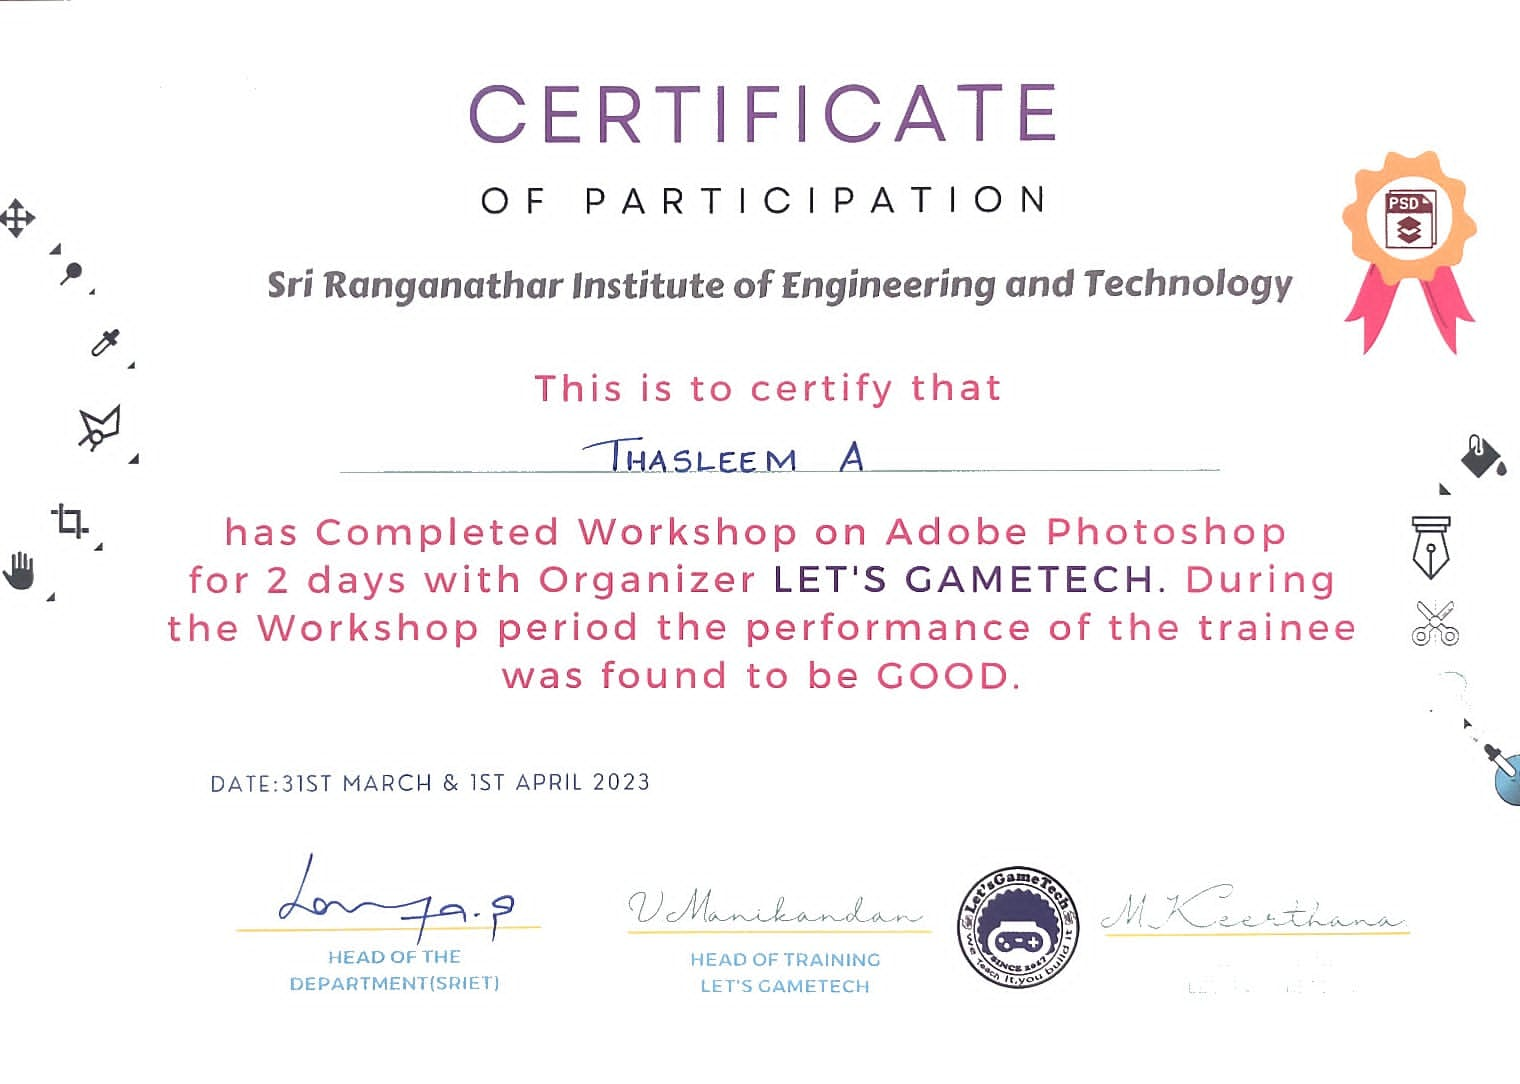 CERTIFICATE
OF PARTICIPATION
PSD
Sri Ranganathar Institute of Engineering and Technology
This is to certify that
THASLEEM A
has Completed Workshop on Adobe Photoshop
for 2 days with Organizer LET'S GAMETECH. During
the Workshop period the performance of the trainee
was found to be GOOD.
DATE:31ST MARCH & 1ST APRIL 2023
V Manikandan
M.Keerthana
HEAD OF THE
DEPARTMENT(SRIET)
HEAD OF TRAINING
LET'S GAMETECH
Let'sGameTech
SINCE 2017
We Teach it,you build it